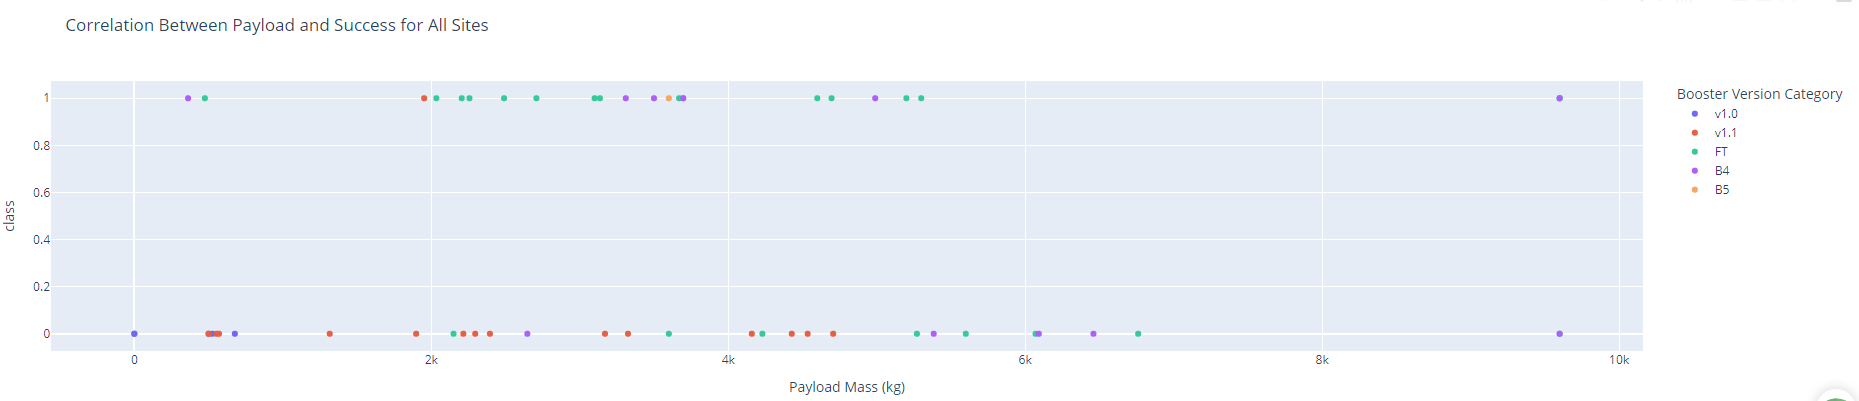 Correlation Between Payload and Success for All Sites
class
1
0.8
0.6
0.4
0.2
0
0
2k
4k
6k
8k
10k
Payload Mass (kg)
Booster Version Category
v1.0
v1.1
FT
B4
B5